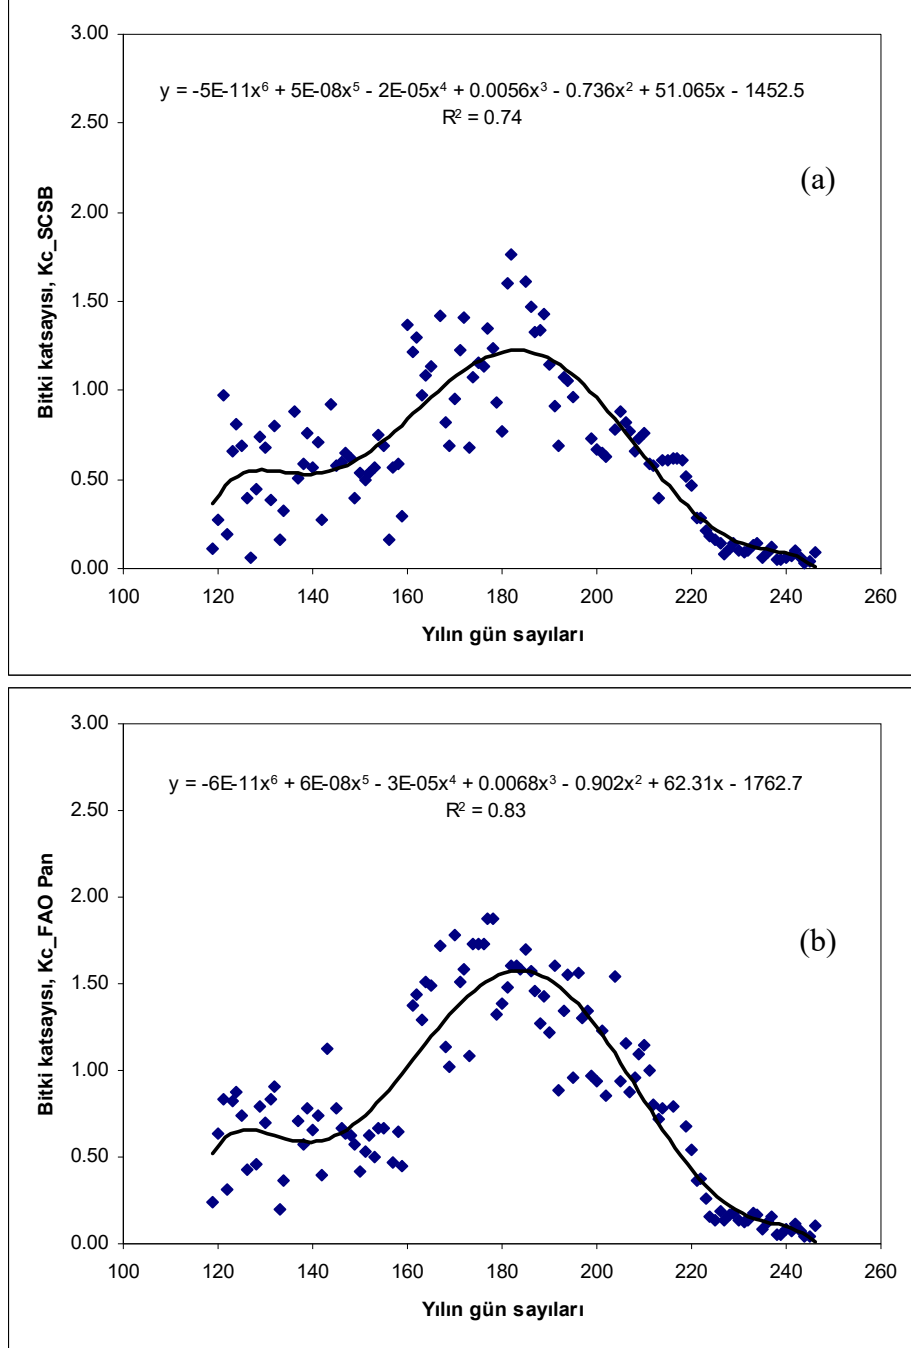 3.00
y = -5E-11x⁶ + 5E-08x⁵ - 2E-05x⁴ + 0.0056x³ - 0.736x² + 51.065x - 1452.5
R² = 0.74
2.50
(a)
2.00
Bitki katsayısı, Kc_SCSB
1.50
1.00
0.50
0.00
100 120 140 160 180 200 220 240 260
Yılın gün sayıları
3.00
y = -6E-11x⁶ + 6E-08x⁵ - 3E-05x⁴ + 0.0068x³ - 0.902x² + 62.31x - 1762.7
R² = 0.83
2.50
2.00
(b)
Bitki katsayısı, Kc_FAO Pan
1.50
1.00
0.50
0.00
100 120 140 160 180 200 220 240 260
Yılın gün sayıları